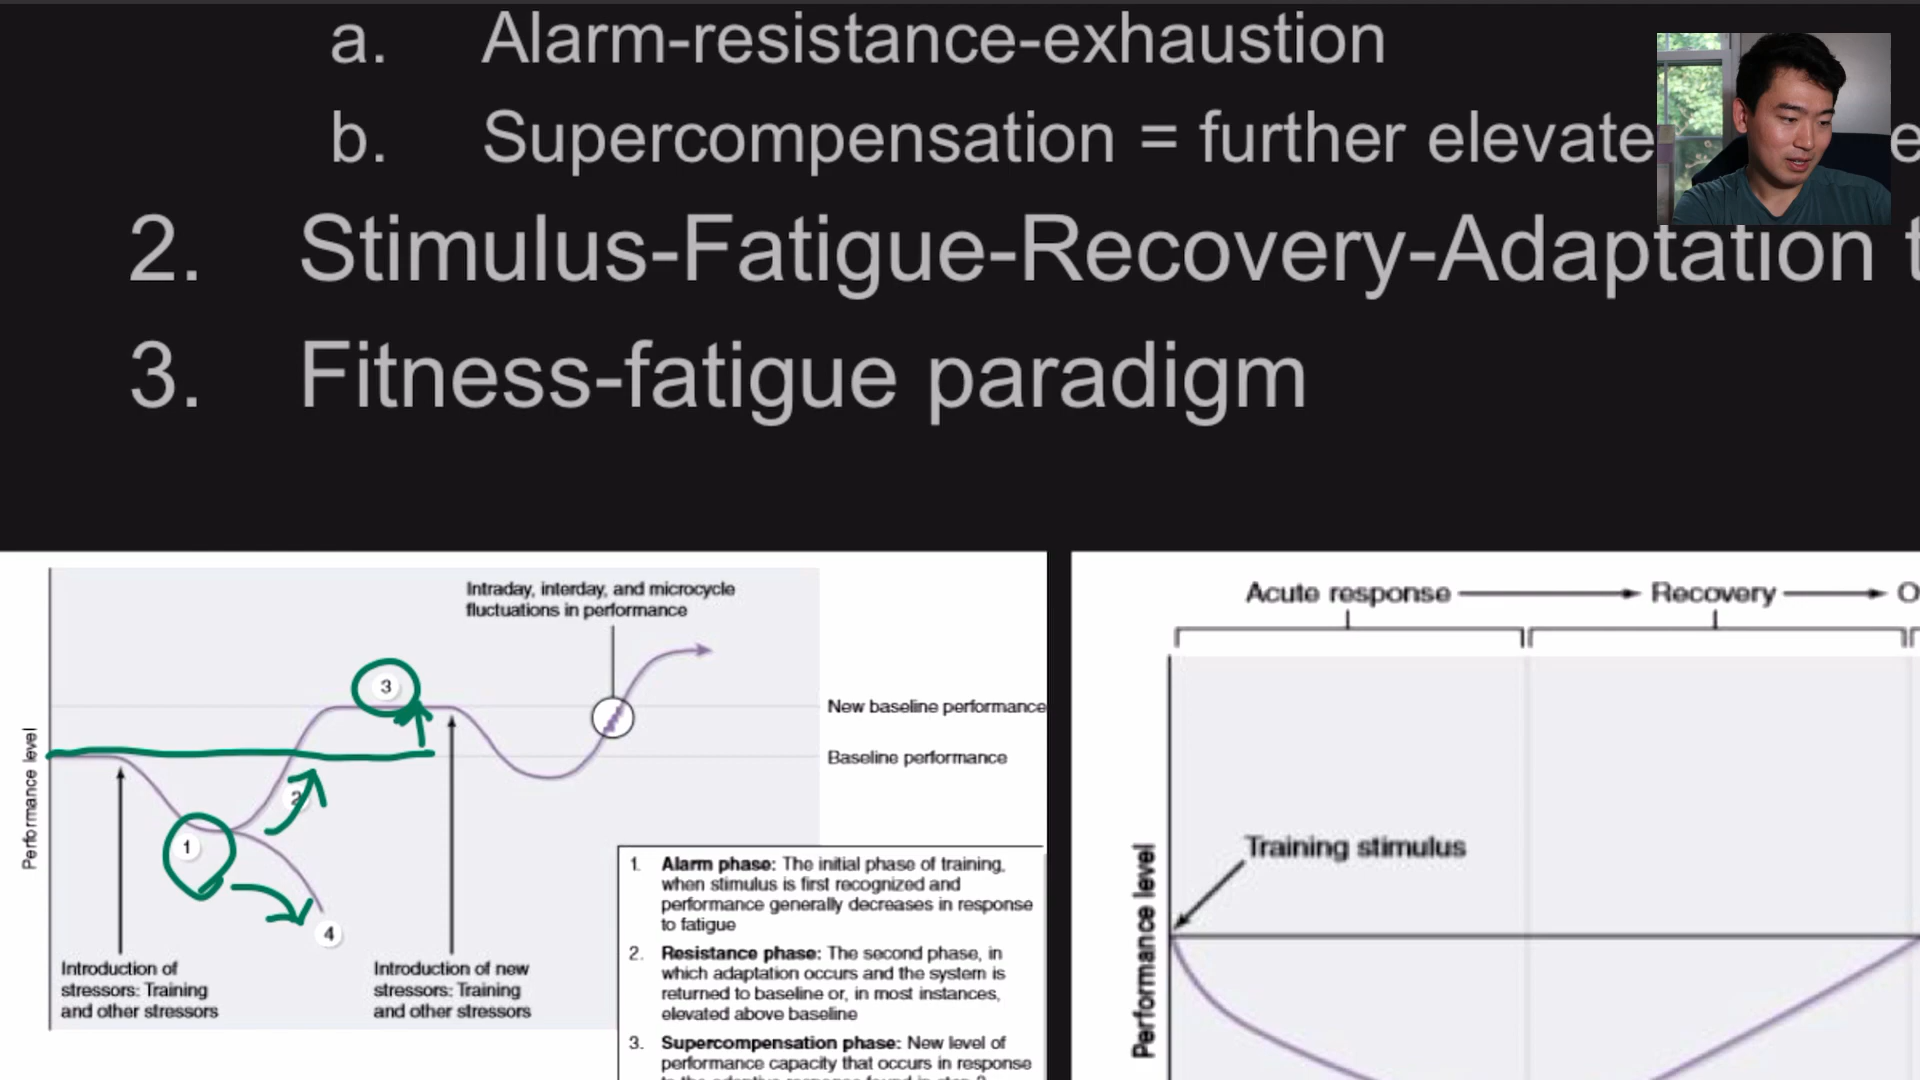 a. Alarm-resistance-exhaustion
b. Supercompensation = further elevate
2. Stimulus-Fatigue-Recovery-Adaptation
3. Fitness-fatigue paradigm
Intraday, interday, and microcycle
fluctuations in performance
3
New baseline performance
Baseline performance
Performance level
2
1
4
Introduction of
stressors: Training
and other stressors
Introduction of new
stressors: Training
and other stressors
1. Alarm phase: The initial phase of training,
when stimulus is first recognized and
performance generally decreases in response
to fatigue
2. Resistance phase: The second phase, in
which adaptation occurs and the system is
returned to baseline or, in most instances,
elevated above baseline
3. Supercompensation phase: New level of
performance capacity that occurs in response
Acute response
Recovery
Training stimulus
Performance level